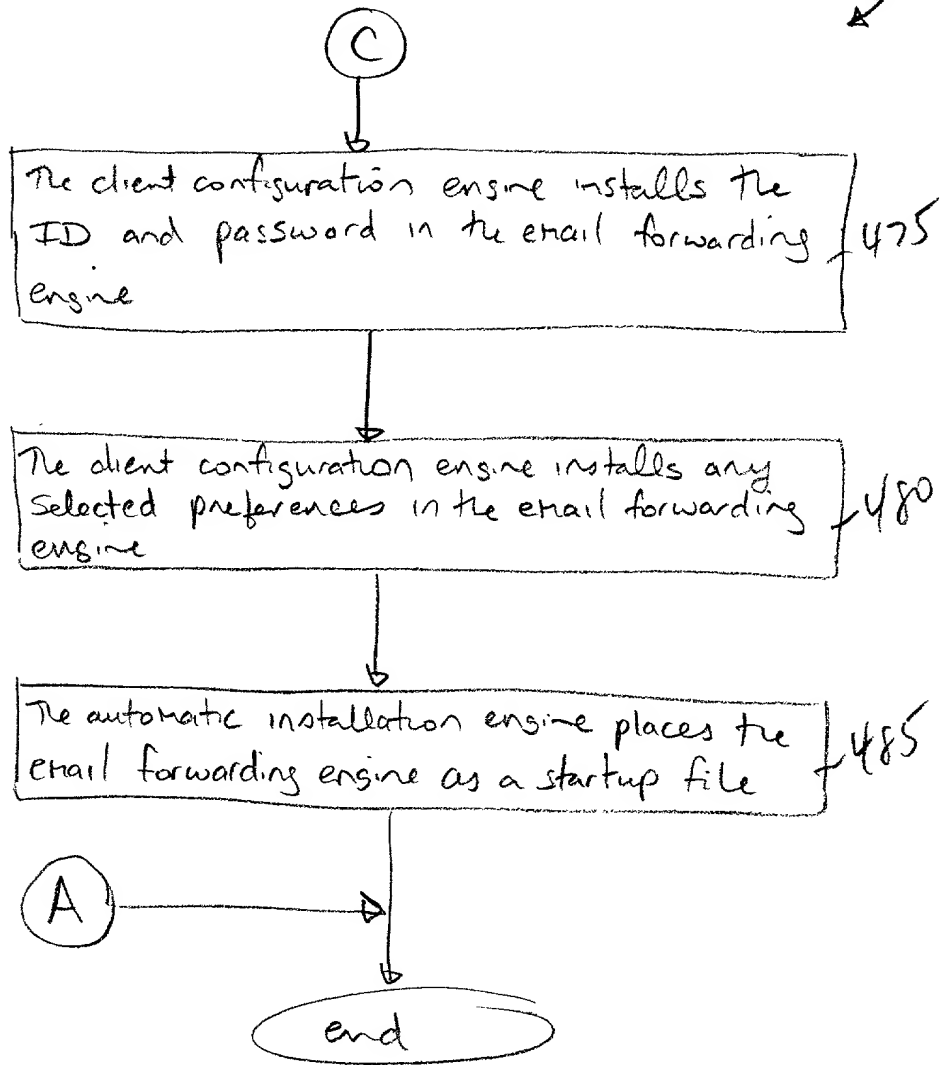 C
The client configuration engine installs the
ID and password in the email forwarding
engine
475
The client configuration engine installs any
Selected preferences in the email forwarding
engine
480
The automatic installation engine places the
email forwarding engine as a startup file
485
A
end